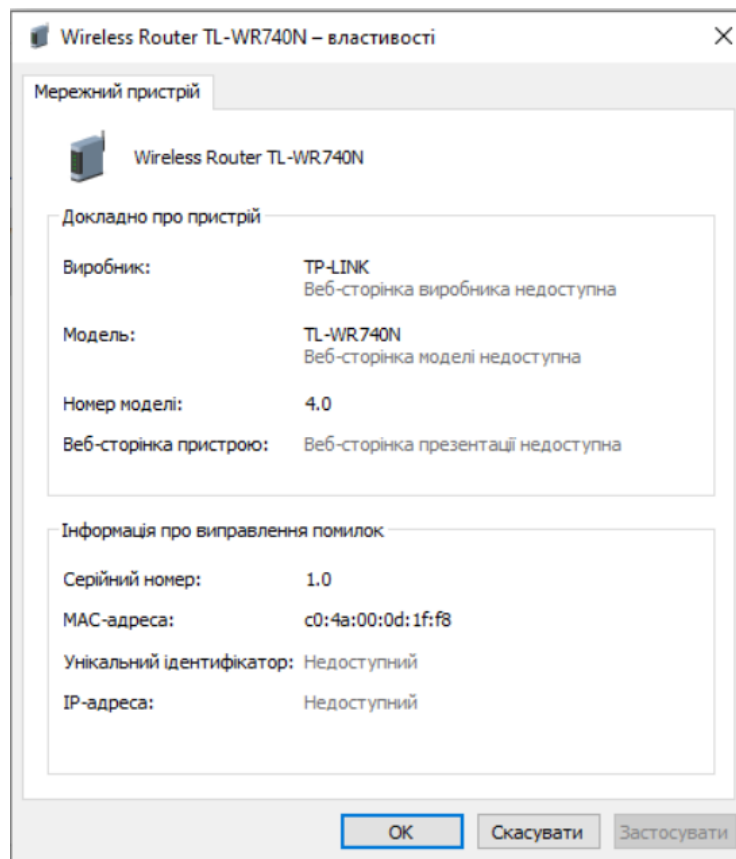 Wireless Router TL-WR740N – властивості
Мережний пристрій
Wireless Router TL-WR740N
Докладно про пристрій
Виробник: TP-LINK
Веб-сторінка виробника недоступна
Модель: TL-WR740N
Веб-сторінка моделі недоступна
Номер моделі: 4.0
Веб-сторінка пристрою: Веб-сторінка презентації недоступна
Інформація про виправлення помилок
Серійний номер: 1.0
MAC-адреса: c0:4a:00:0d:1f:f8
Унікальний ідентифікатор: Недоступний
IP-адреса: Недоступний
OK Скасувати Застосувати